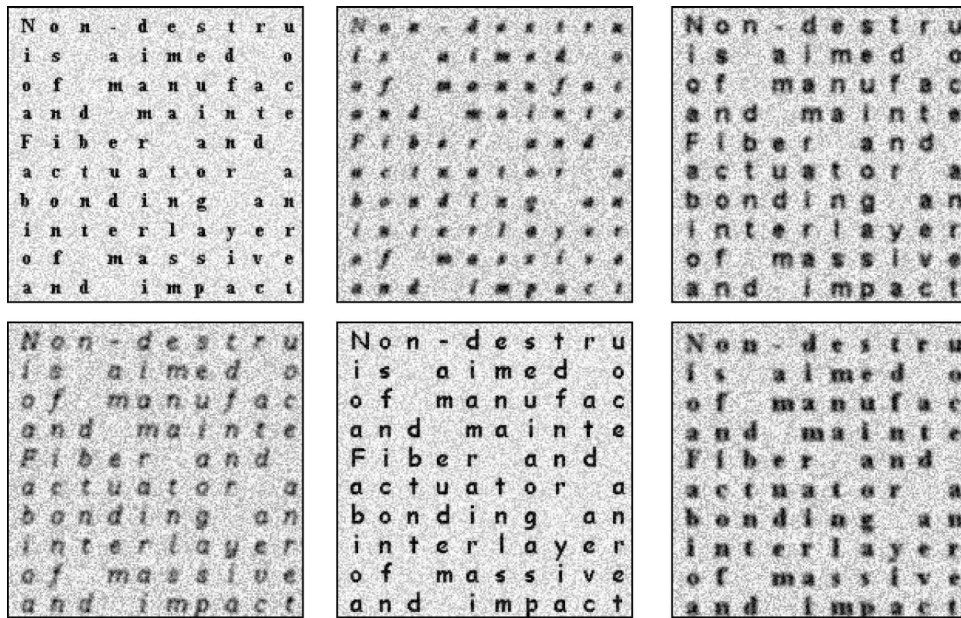 Non-destru
is aimed o
of manufac
and mainte
Fiber and
actuator a
bonding an
interlayer
of massive
and impact
Non-destru
is aimed o
of manufac
and mainte
Fiber and
actuator a
bonding an
interlayer
of massive
and impact
Non-destru
is aimed o
of manufac
and mainte
Fiber and
actuator a
bonding an
interlayer
of massive
and impact
Non-destru
is aimed o
of manufac
and mainte
Fiber and
actuator a
bonding an
interlayer
of massive
and impact
Non-destru
is aimed o
of manufac
and mainte
Fiber and
actuator a
bonding an
interlayer
of massive
and impact
Non-destru
is aimed o
of manufac
and mainte
Fiber and
actuator a
bonding an
interlayer
of massive
and impact